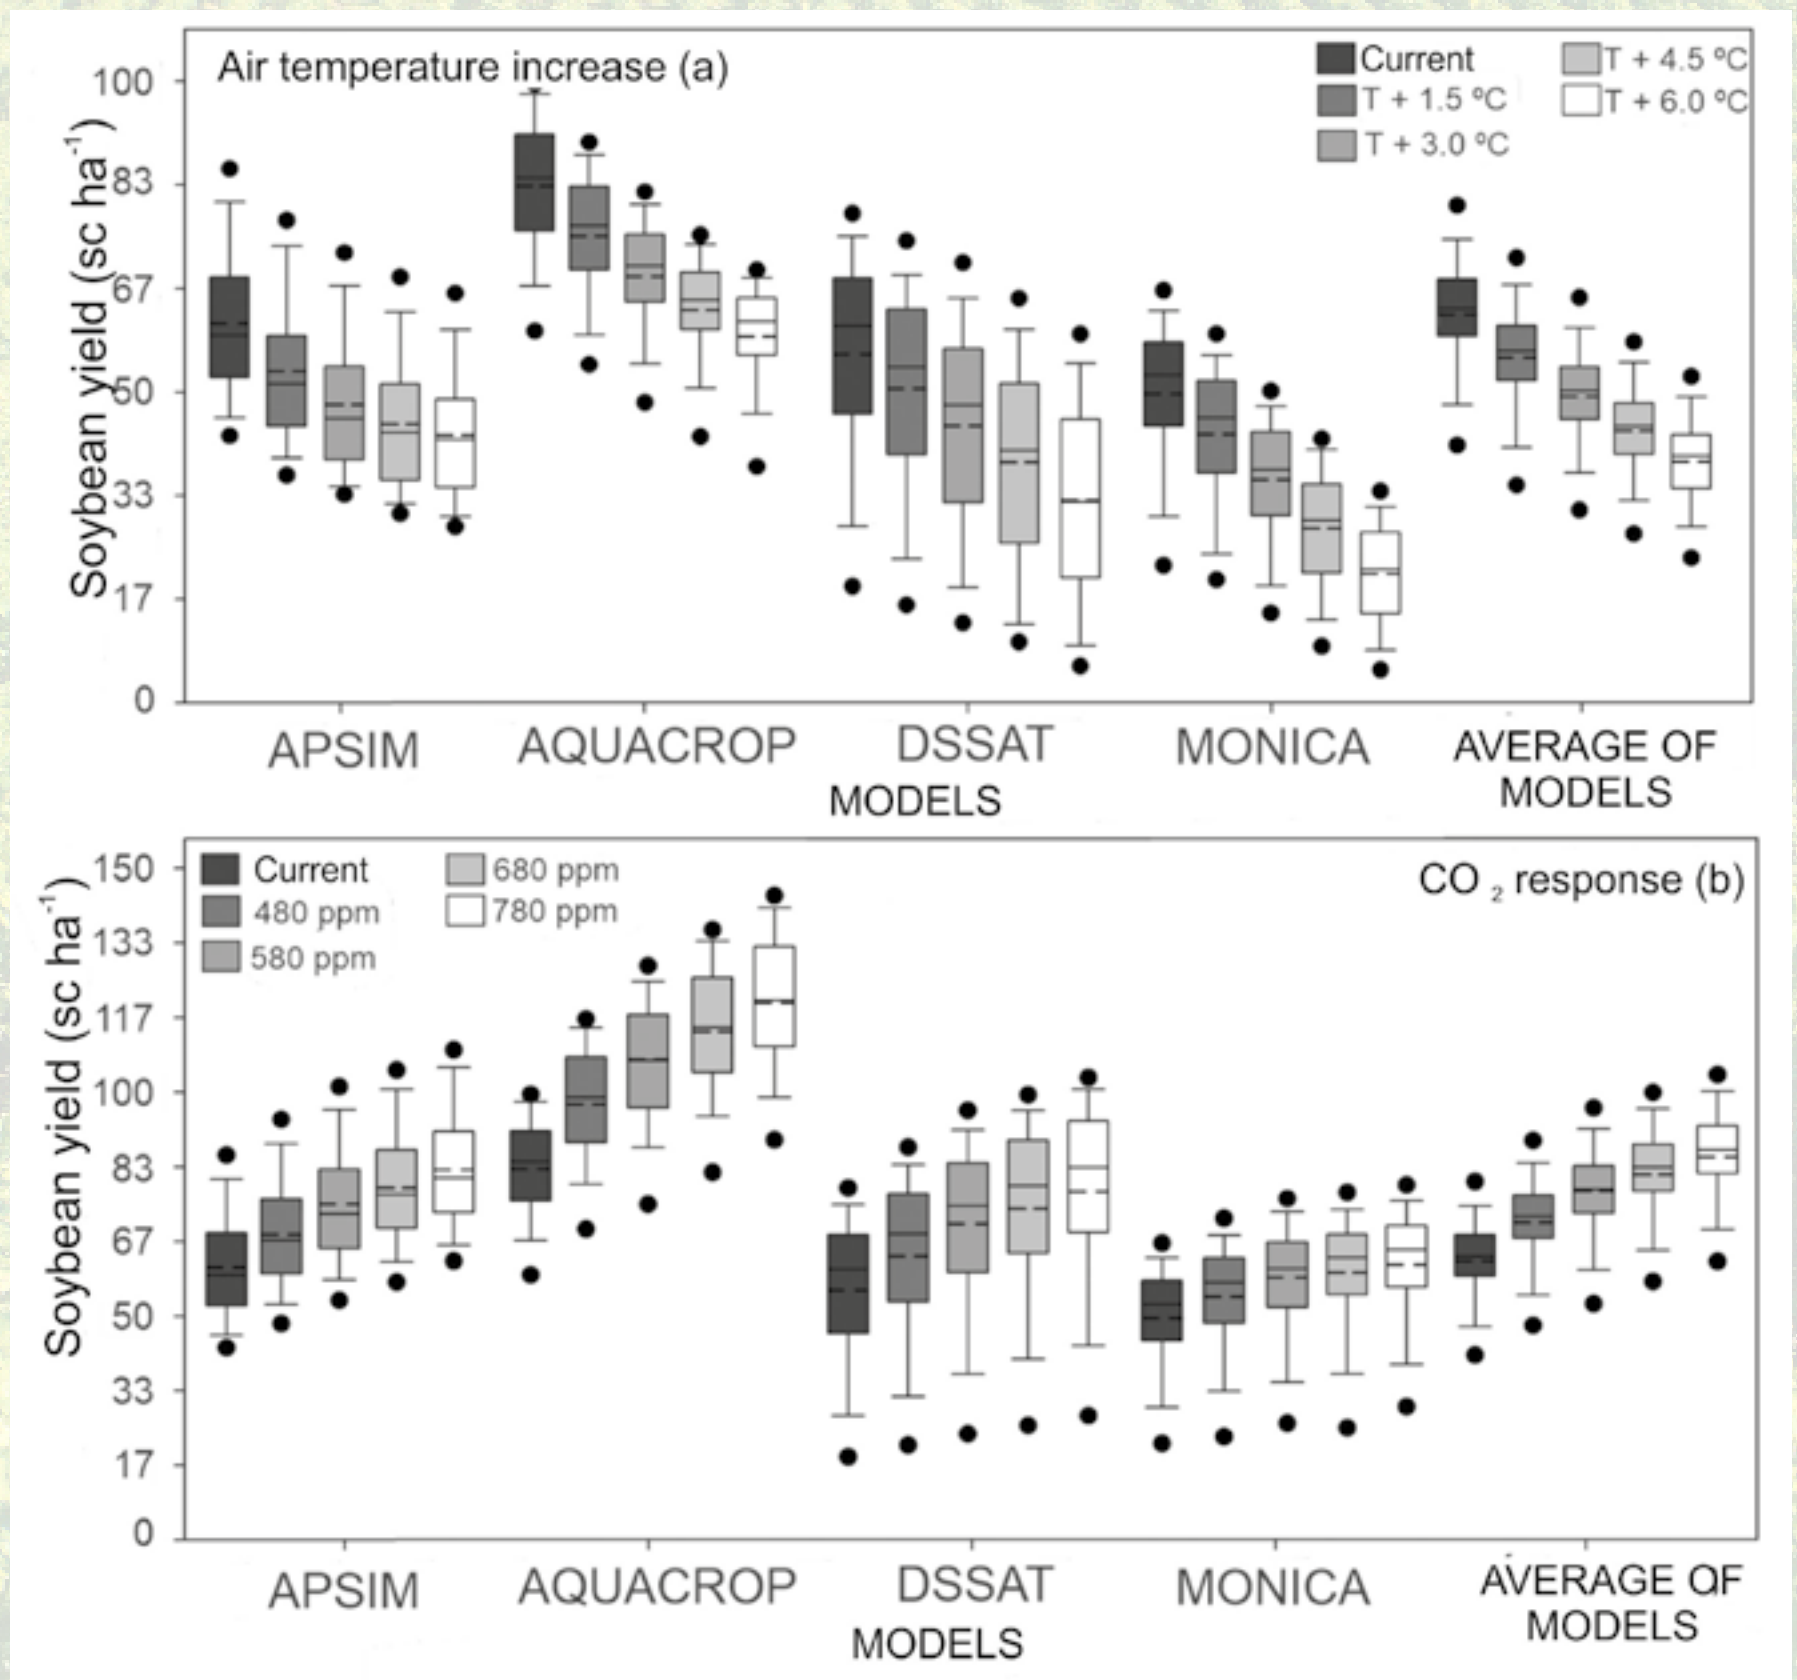 Air temperature increase (a)
Current
T + 1.5 ºC
T + 3.0 ºC
T + 4.5 ºC
T + 6.0 ºC
Soybean yield (sc ha-1)
100
83
67
50
33
17
0
APSIM
AQUACROP
DSSAT
MONICA
AVERAGE OF
MODELS
MODELS
Current
480 ppm
580 ppm
680 ppm
780 ppm
CO 2 response (b)
Soybean yield (sc ha-1)
150
133
117
100
83
67
50
33
17
0
APSIM
AQUACROP
DSSAT
MONICA
AVERAGE OF
MODELS
MODELS